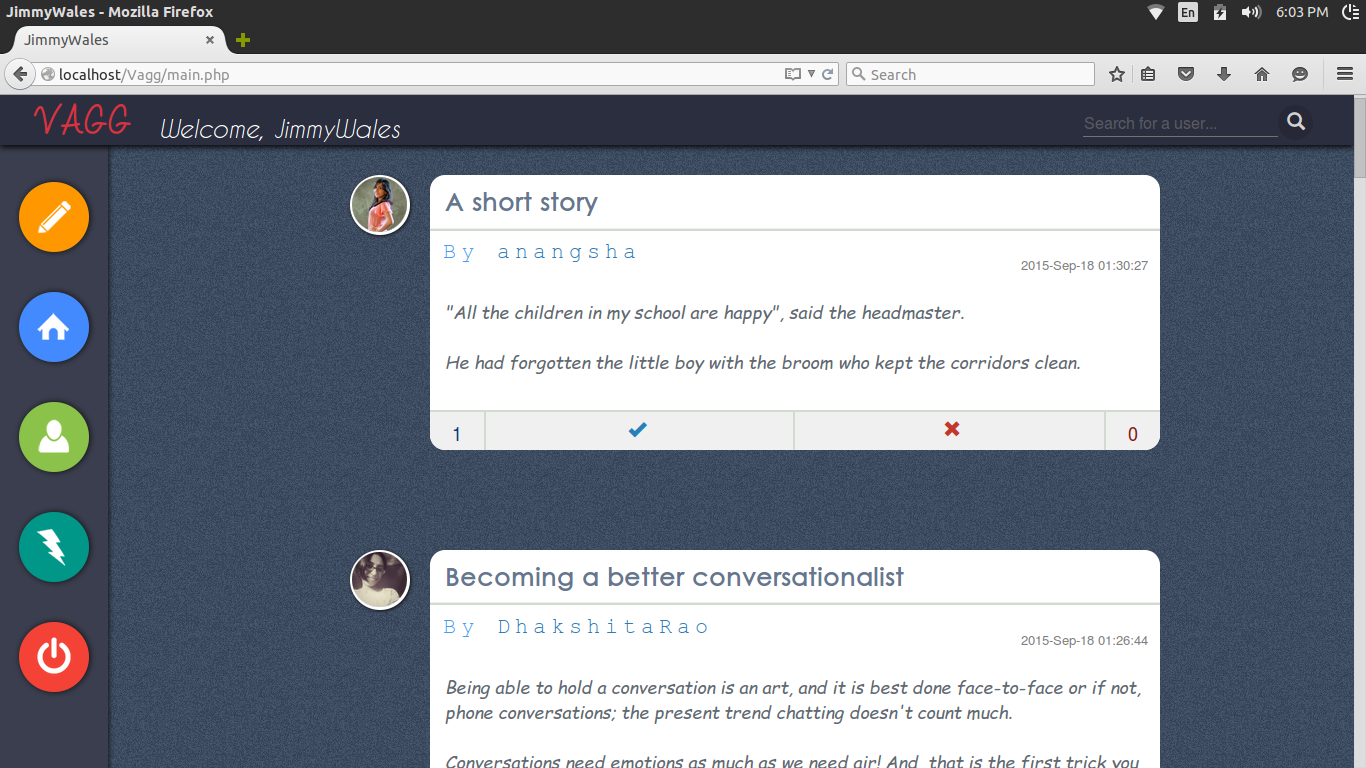 JimmyWales - Mozilla Firefox
En
6:03 PM
JimmyWales
localhost/Vagg/main.php
Search
VAGG
Welcome, JimmyWales
Search for a user...
A short story
By anangsha
2015-Sep-18 01:30:27
"All the children in my school are happy", said the headmaster.
He had forgotten the little boy with the broom who kept the corridors clean.
1
0
Becoming a better conversationalist
By DhakshitaRao
2015-Sep-18 01:26:44
Being able to hold a conversation is an art, and it is best done face-to-face or if not,
phone conversations; the present trend chatting doesn't count much.
Conversations need emotions as much as we need air! And, that is the first trick you